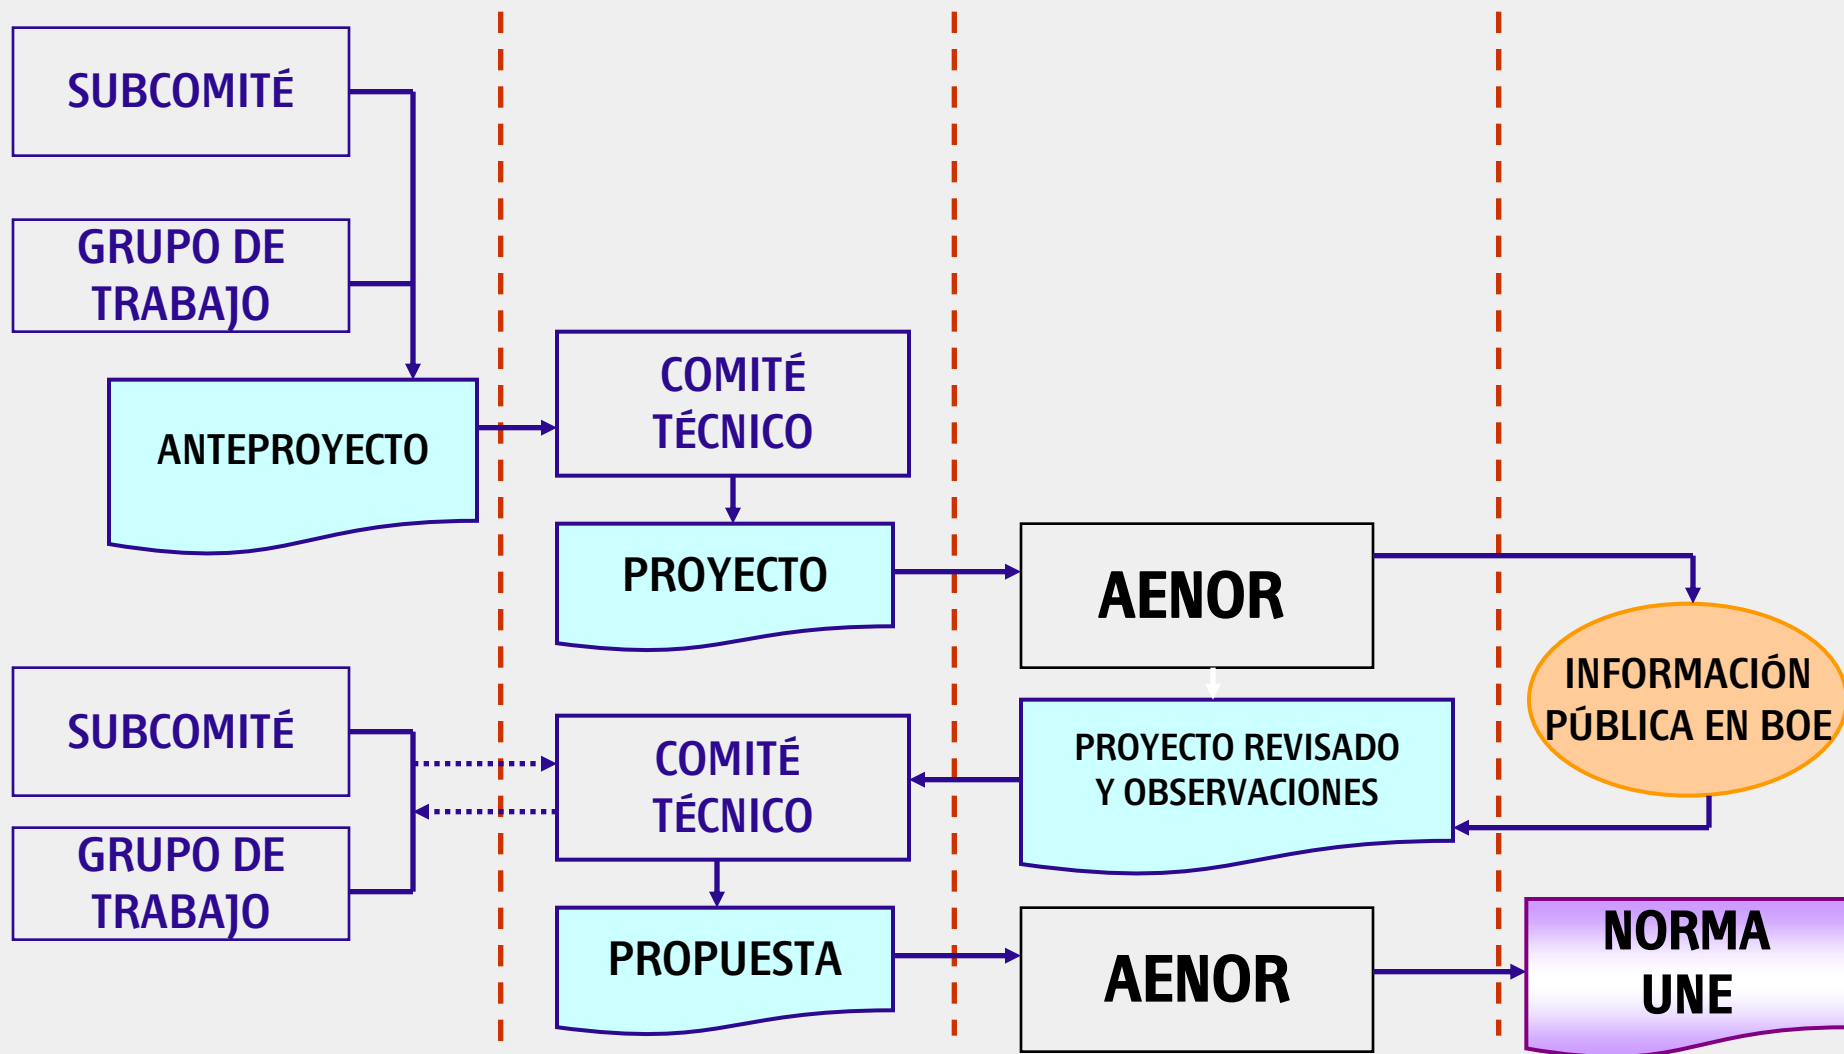 SUBCOMITÉ
GRUPO DE
TRABAJO
ANTEPROYECTO
COMITÉ
TÉCNICO
PROYECTO
AENOR
INFORMACIÓN
PÚBLICA EN BOE
PROYECTO REVISADO
Y OBSERVACIONES
COMITÉ
TÉCNICO
SUBCOMITÉ
GRUPO DE
TRABAJO
PROPUESTA
AENOR
NORMA
UNE